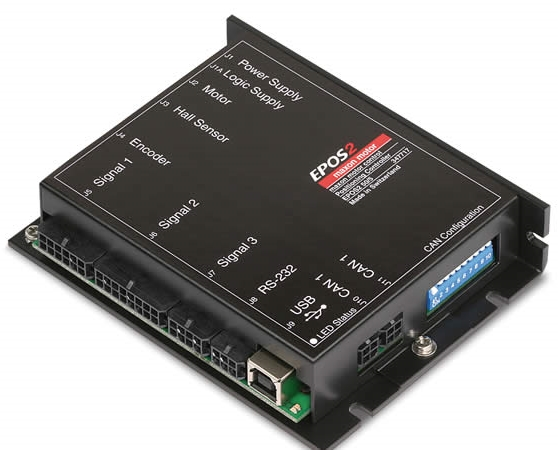 J1 Power Supply
J1A Logic Supply
J2 Motor
J3 Hall Sensor
J4 Encoder
J5 Signal 1
J6 Signal 2
J7 Signal 3
J8 RS-232
J9 USB
J10 CAN 1
J11 CAN 1
LED Status
CAN Configuration
EPOS2
maxon motor
maxon motor control
Positioning Controller
EPOS2 50/5 347717
Made in Switzerland